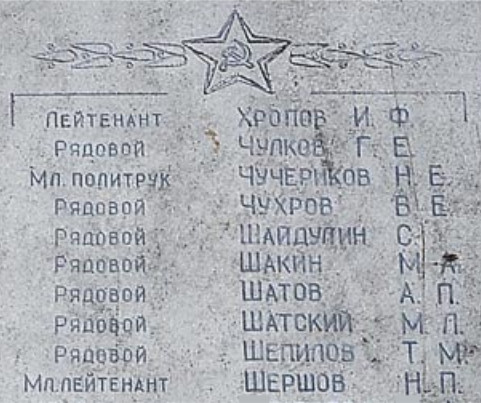 Лейтенант Хропов И. Ф.
Рядовой Чулков Г. Е.
Мл. политрук Чучериков Н. Е.
Рядовой Чухров В. Е.
Рядовой Шайдулин С.
Рядовой Шакин М. А.
Рядовой Шатов А. П.
Рядовой Шатский М. Л.
Рядовой Шепилов Т. М.
Мл. лейтенант Шершов Н. П.